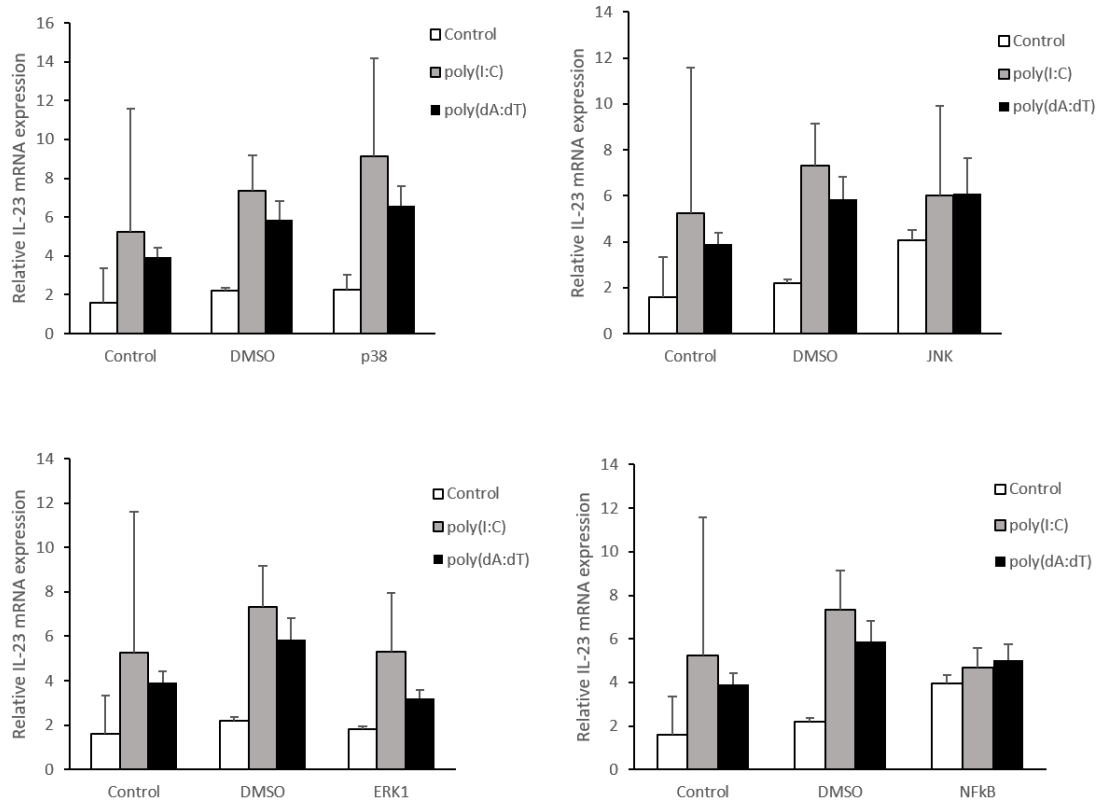 Relative IL-23 mRNA expression
16
14
12
10
8
6
4
2
0
Control
DMSO
p38
Control
poly(I:C)
poly(dA:dT)
Relative IL-23 mRNA expression
14
12
10
8
6
4
2
0
Control
DMSO
JNK
Control
poly(I:C)
poly(dA:dT)
Relative IL-23 mRNA expression
14
12
10
8
6
4
2
0
Control
DMSO
ERK1
Control
poly(I:C)
poly(dA:dT)
Relative IL-23 mRNA expression
14
12
10
8
6
4
2
0
Control
DMSO
NFkB
Control
poly(I:C)
poly(dA:dT)